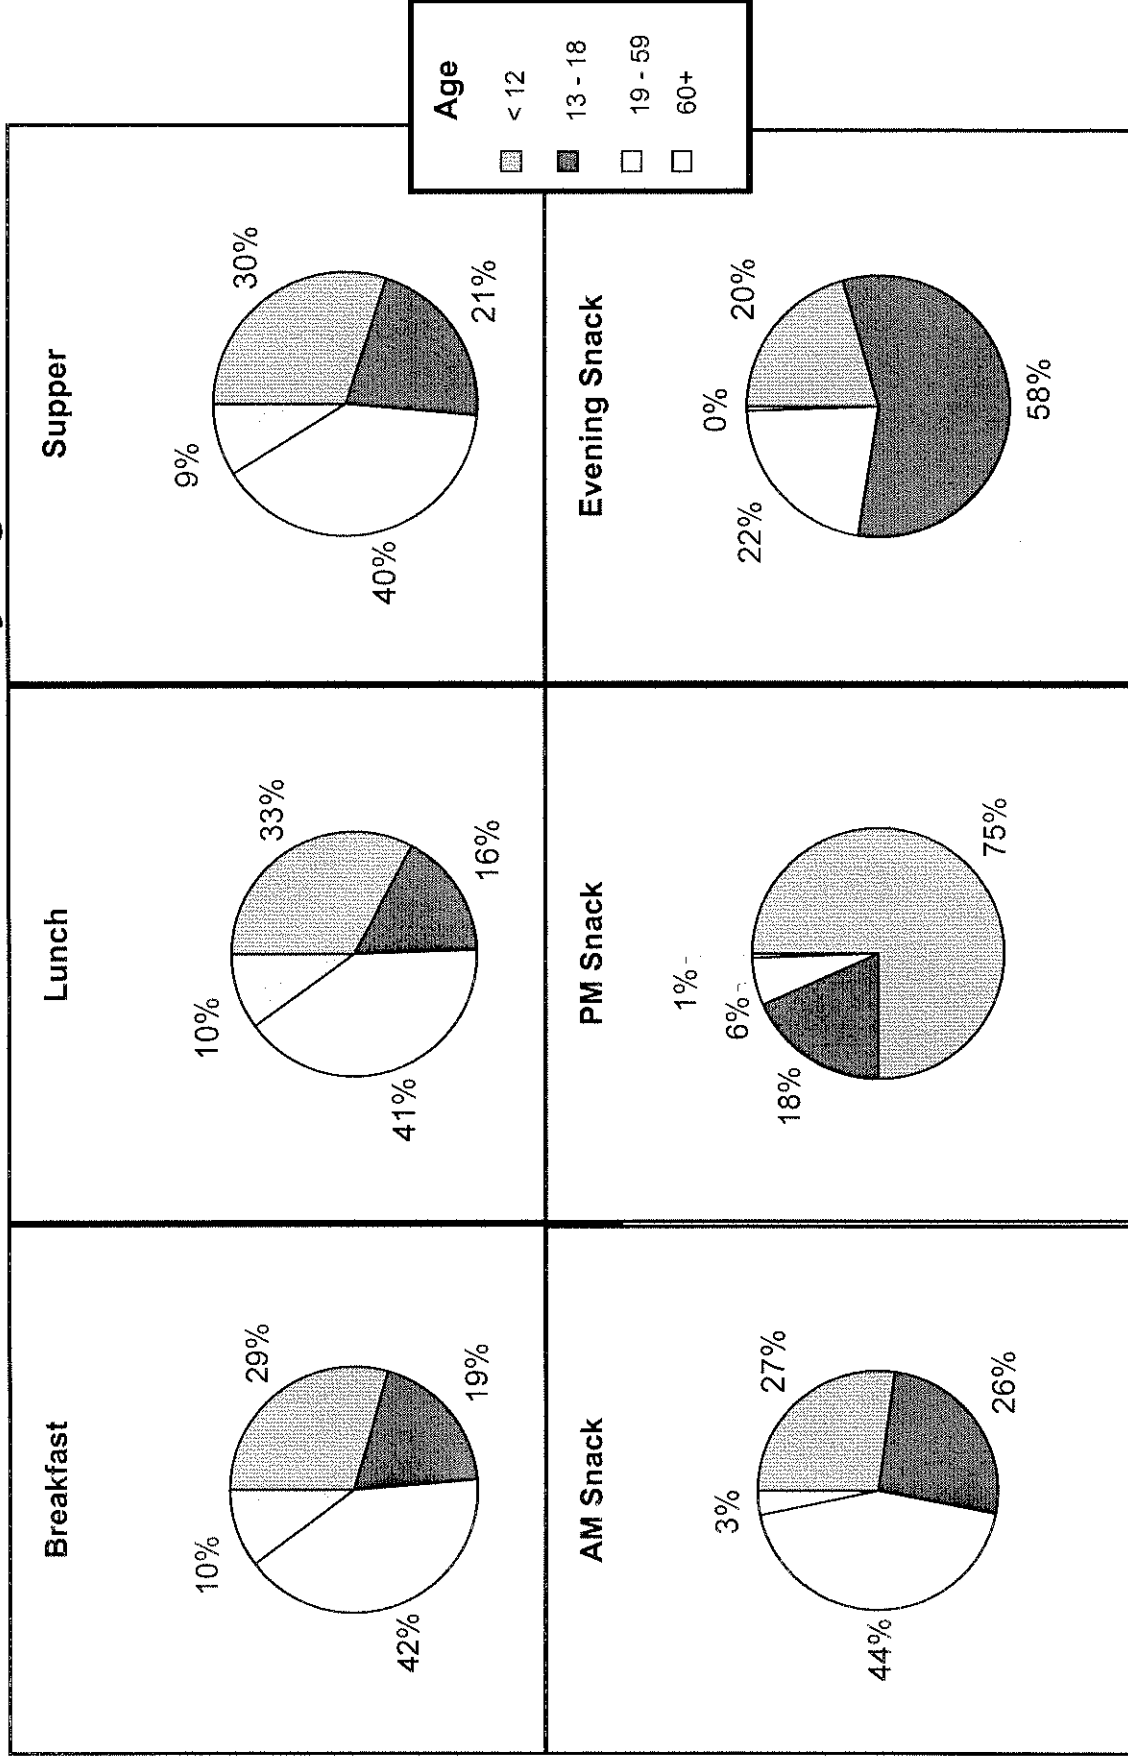 Breakfast
29%
19%
42%
10%
Lunch
33%
16%
41%
10%
Supper
30%
21%
40%
9%
AM Snack
27%
26%
44%
3%
PM Snack
75%
18%
6%
1%
Evening Snack
20%
58%
22%
0%
Age
< 12
13 - 18
19 - 59
60+